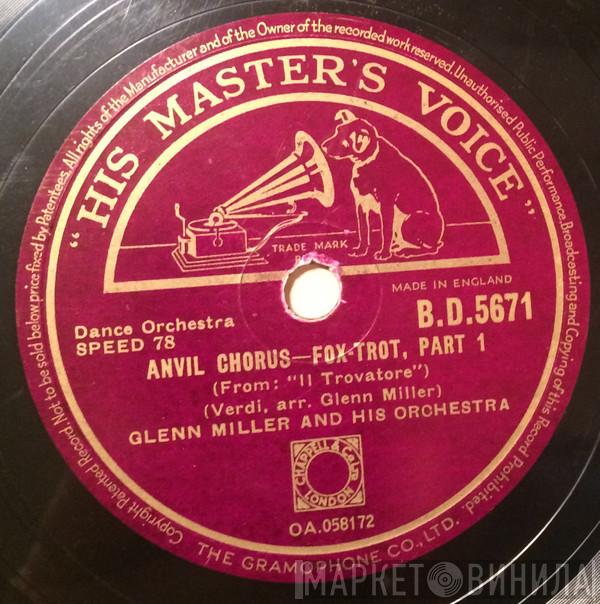 Copyright Patented Record. Not to be sold below price fixed by Patentees. All rights of the Manufacturer and of the Owner of the recorded work reserved. Unauthorised Public Performance, Broadcasting and Copying of this Record Prohibited.
"HIS MASTER'S VOICE"
TRADE MARK
MADE IN ENGLAND
Dance Orchestra
SPEED 78
B.D.5671
ANVIL CHORUS—FOX-TROT, PART 1
(From: "Il Trovatore")
(Verdi, arr. Glenn Miller)
GLENN MILLER AND HIS ORCHESTRA
CHAPPELL & Co LTD
LONDON
OA.058172
THE GRAMOPHONE CO., LTD.
МАРКЕТ ВИНИЛА